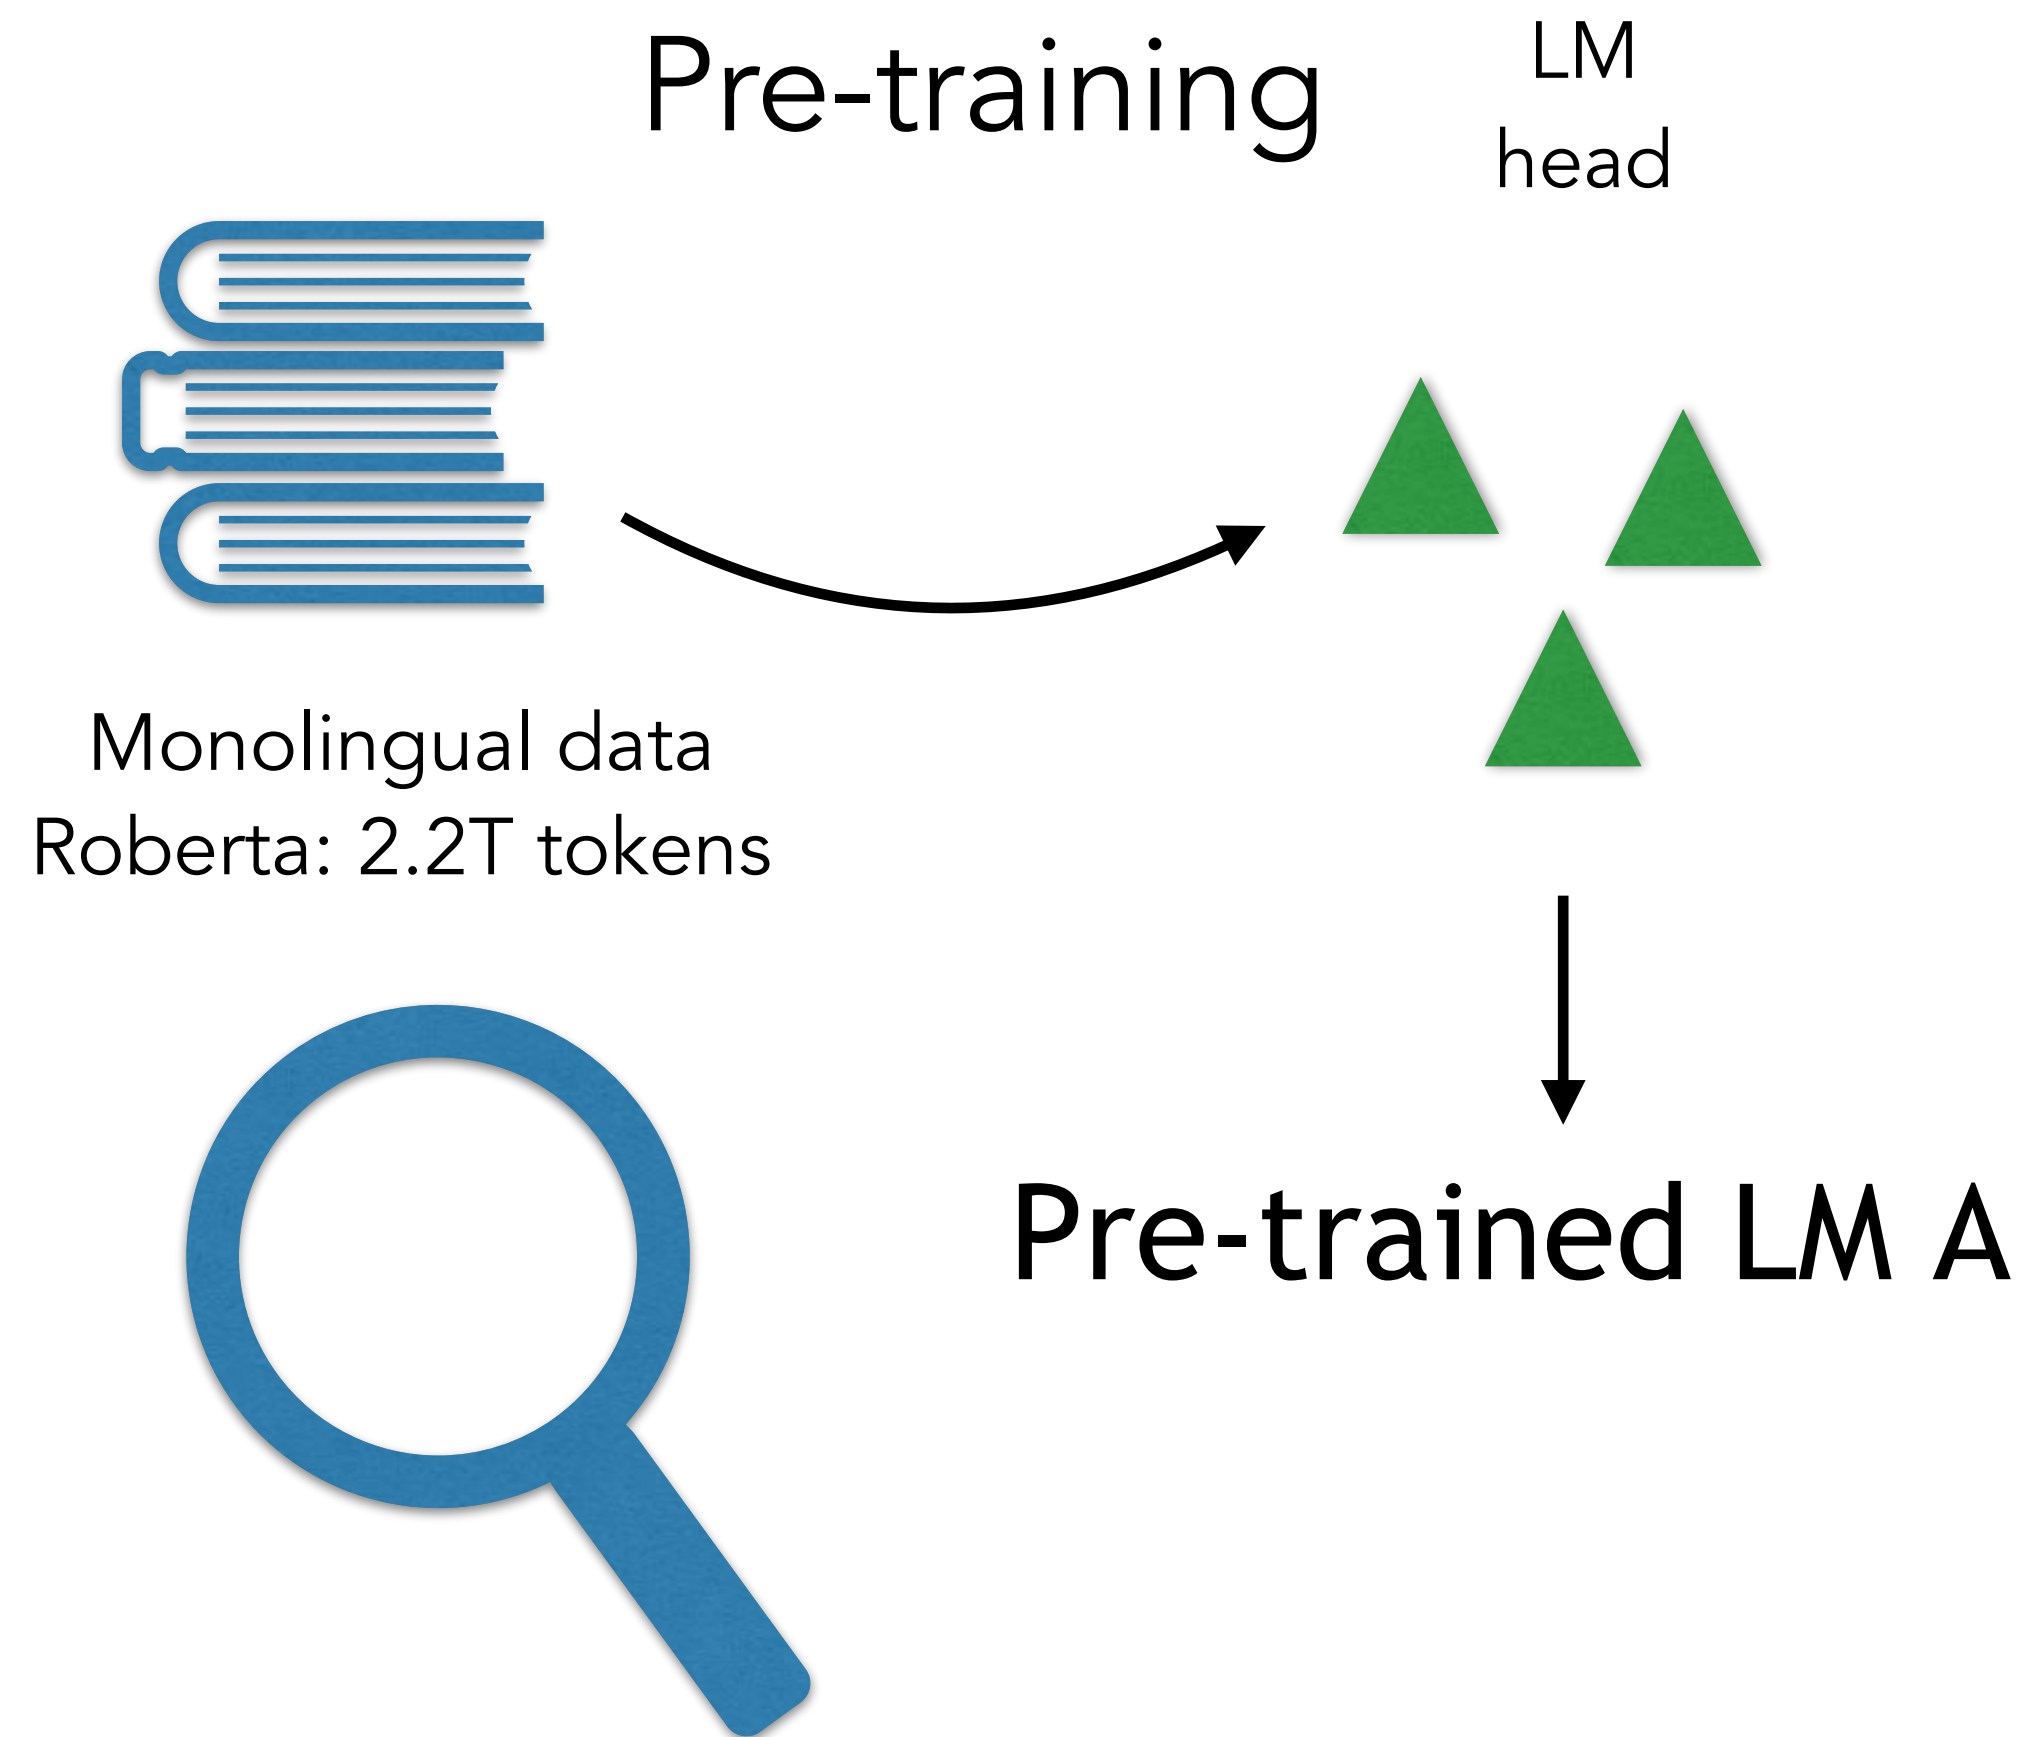 Pre-training
LM
head
Monolingual data
Roberta: 2.2T tokens
Pre-trained LM A